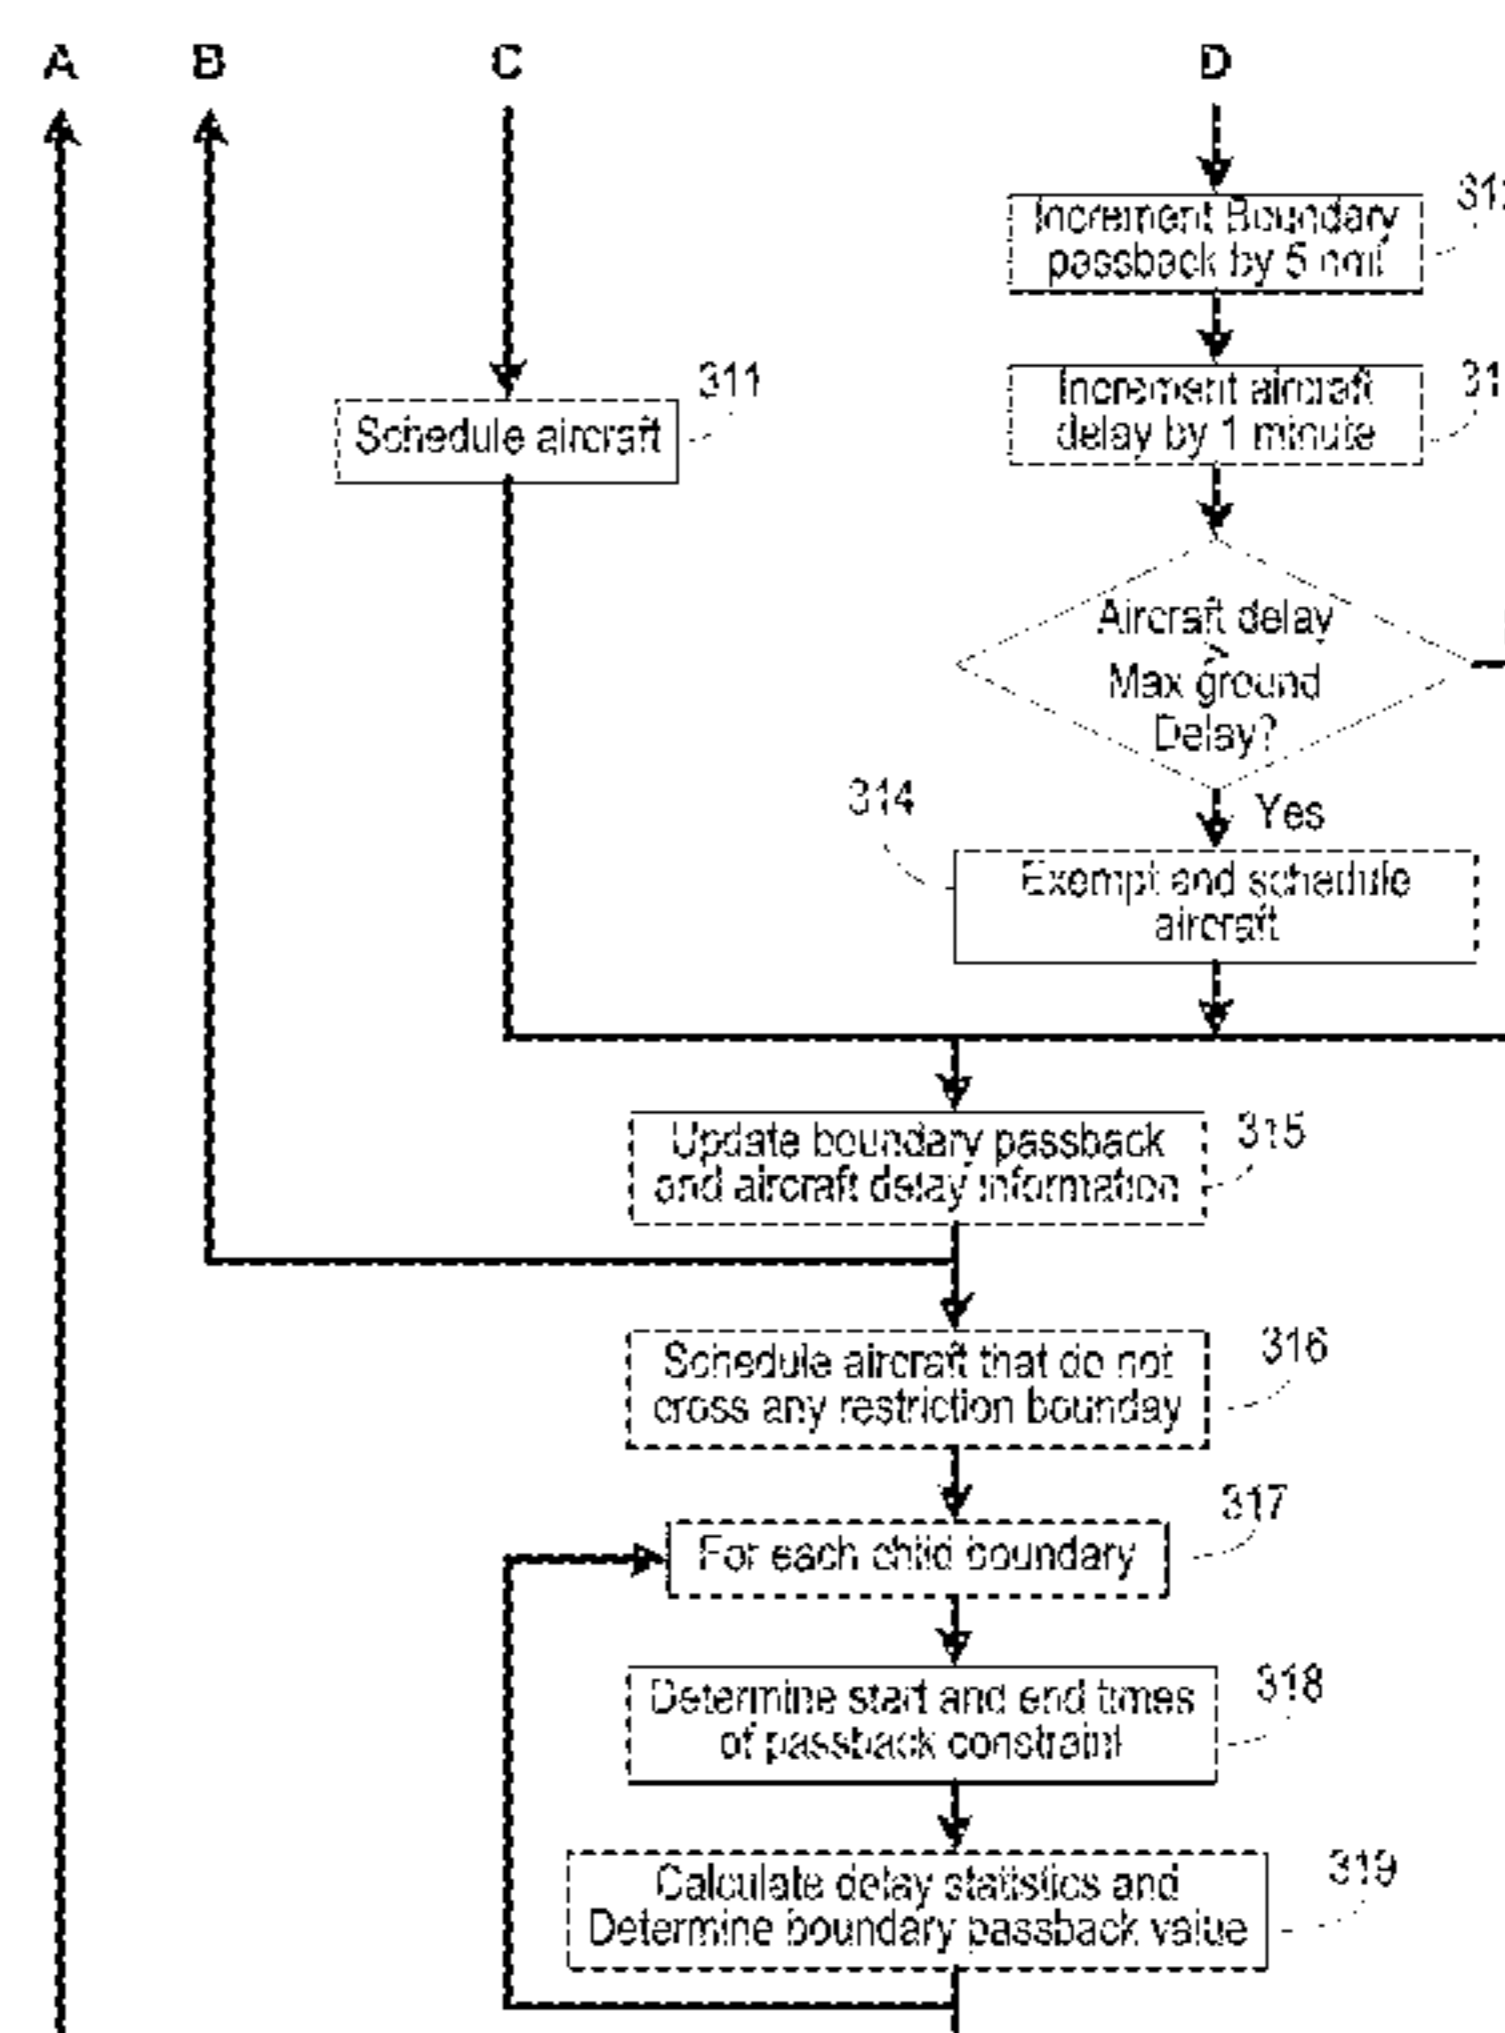 A B C D
Increment Boundary
passback by 5 nmi
Increment aircraft
delay by 1 minute
311
Schedule aircraft
Aircraft delay
>
Max ground
Delay?
314
Yes
Exempt and schedule
aircraft
Update boundary passback
and aircraft delay information
315
Schedule aircraft that do not
cross any restriction bounday
316
For each child boundary
317
Determine start and end times
of passback constraint
318
Calculate delay statistics and
Determine boundary passback value
319